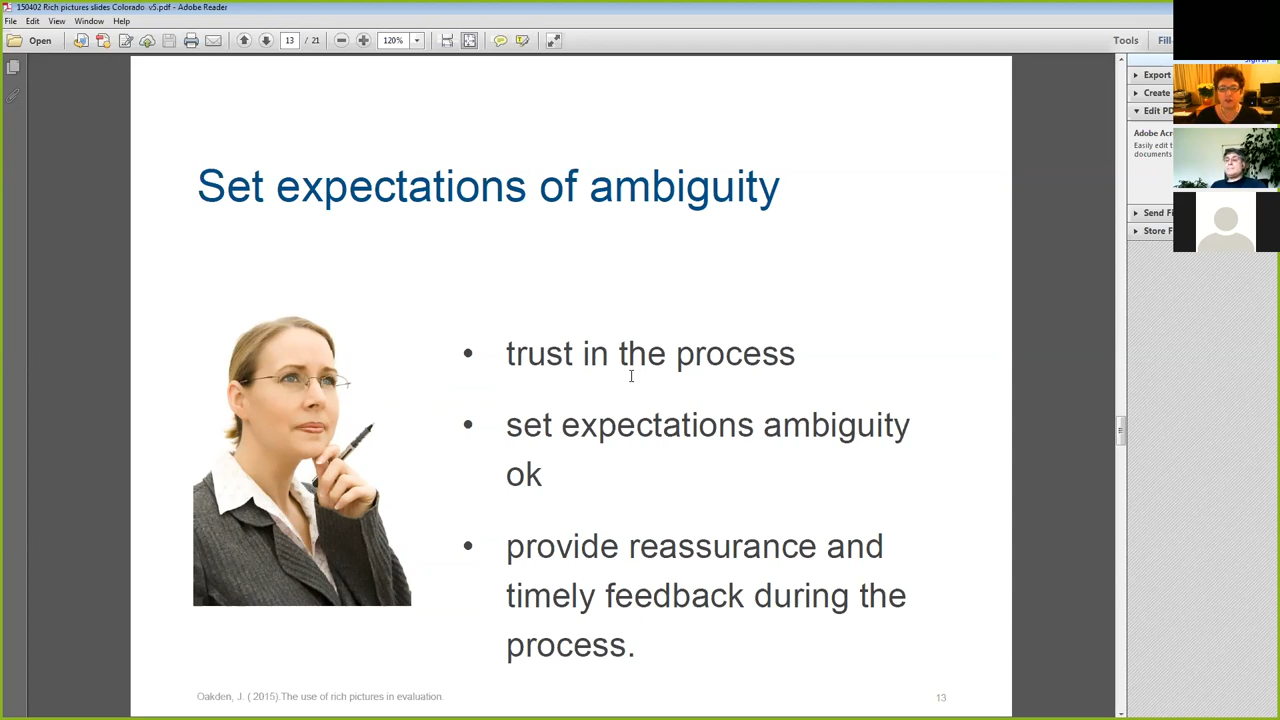 150402 Rich pictures slides Colorado v5.pdf - Adobe Reader
File Edit View Window Help
Open 13 / 21 120% Tools Fill
Sign In
Export
Create
Edit PD
Adobe Acr
Easily edit t
documents
Send Fi
Store F
Set expectations of ambiguity
• trust in the process
• set expectations ambiguity
ok
• provide reassurance and
timely feedback during the
process.
Oakden, J. ( 2015).The use of rich pictures in evaluation. 13